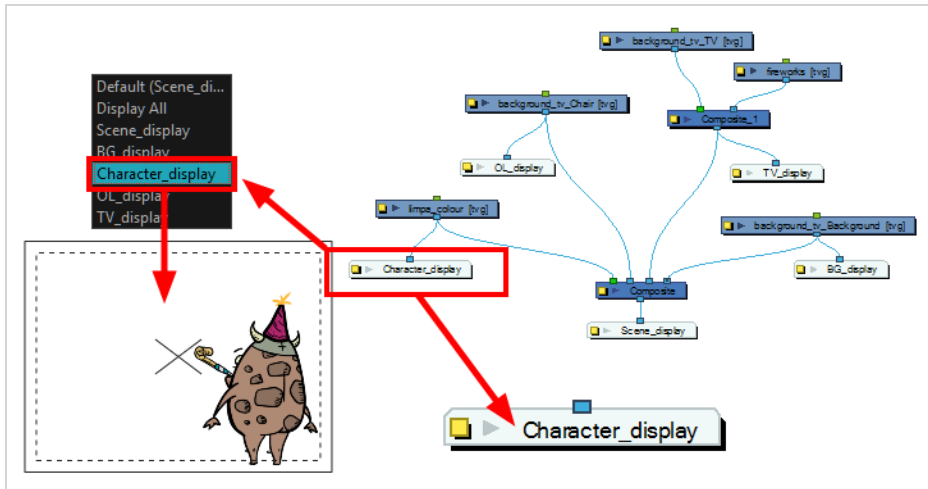 Default (Scene_di...
Display All
Scene_display
BG_display
Character_display
OL_display
TV_display
background_tv_TV [tvg]
fireworks [tvg]
background_tv_Chair [tvg]
Composite_1
OL_display
TV_display
limpa_colour [tvg]
background_tv_Background [tvg]
Character_display
BG_display
Composite
Scene_display
Character_display